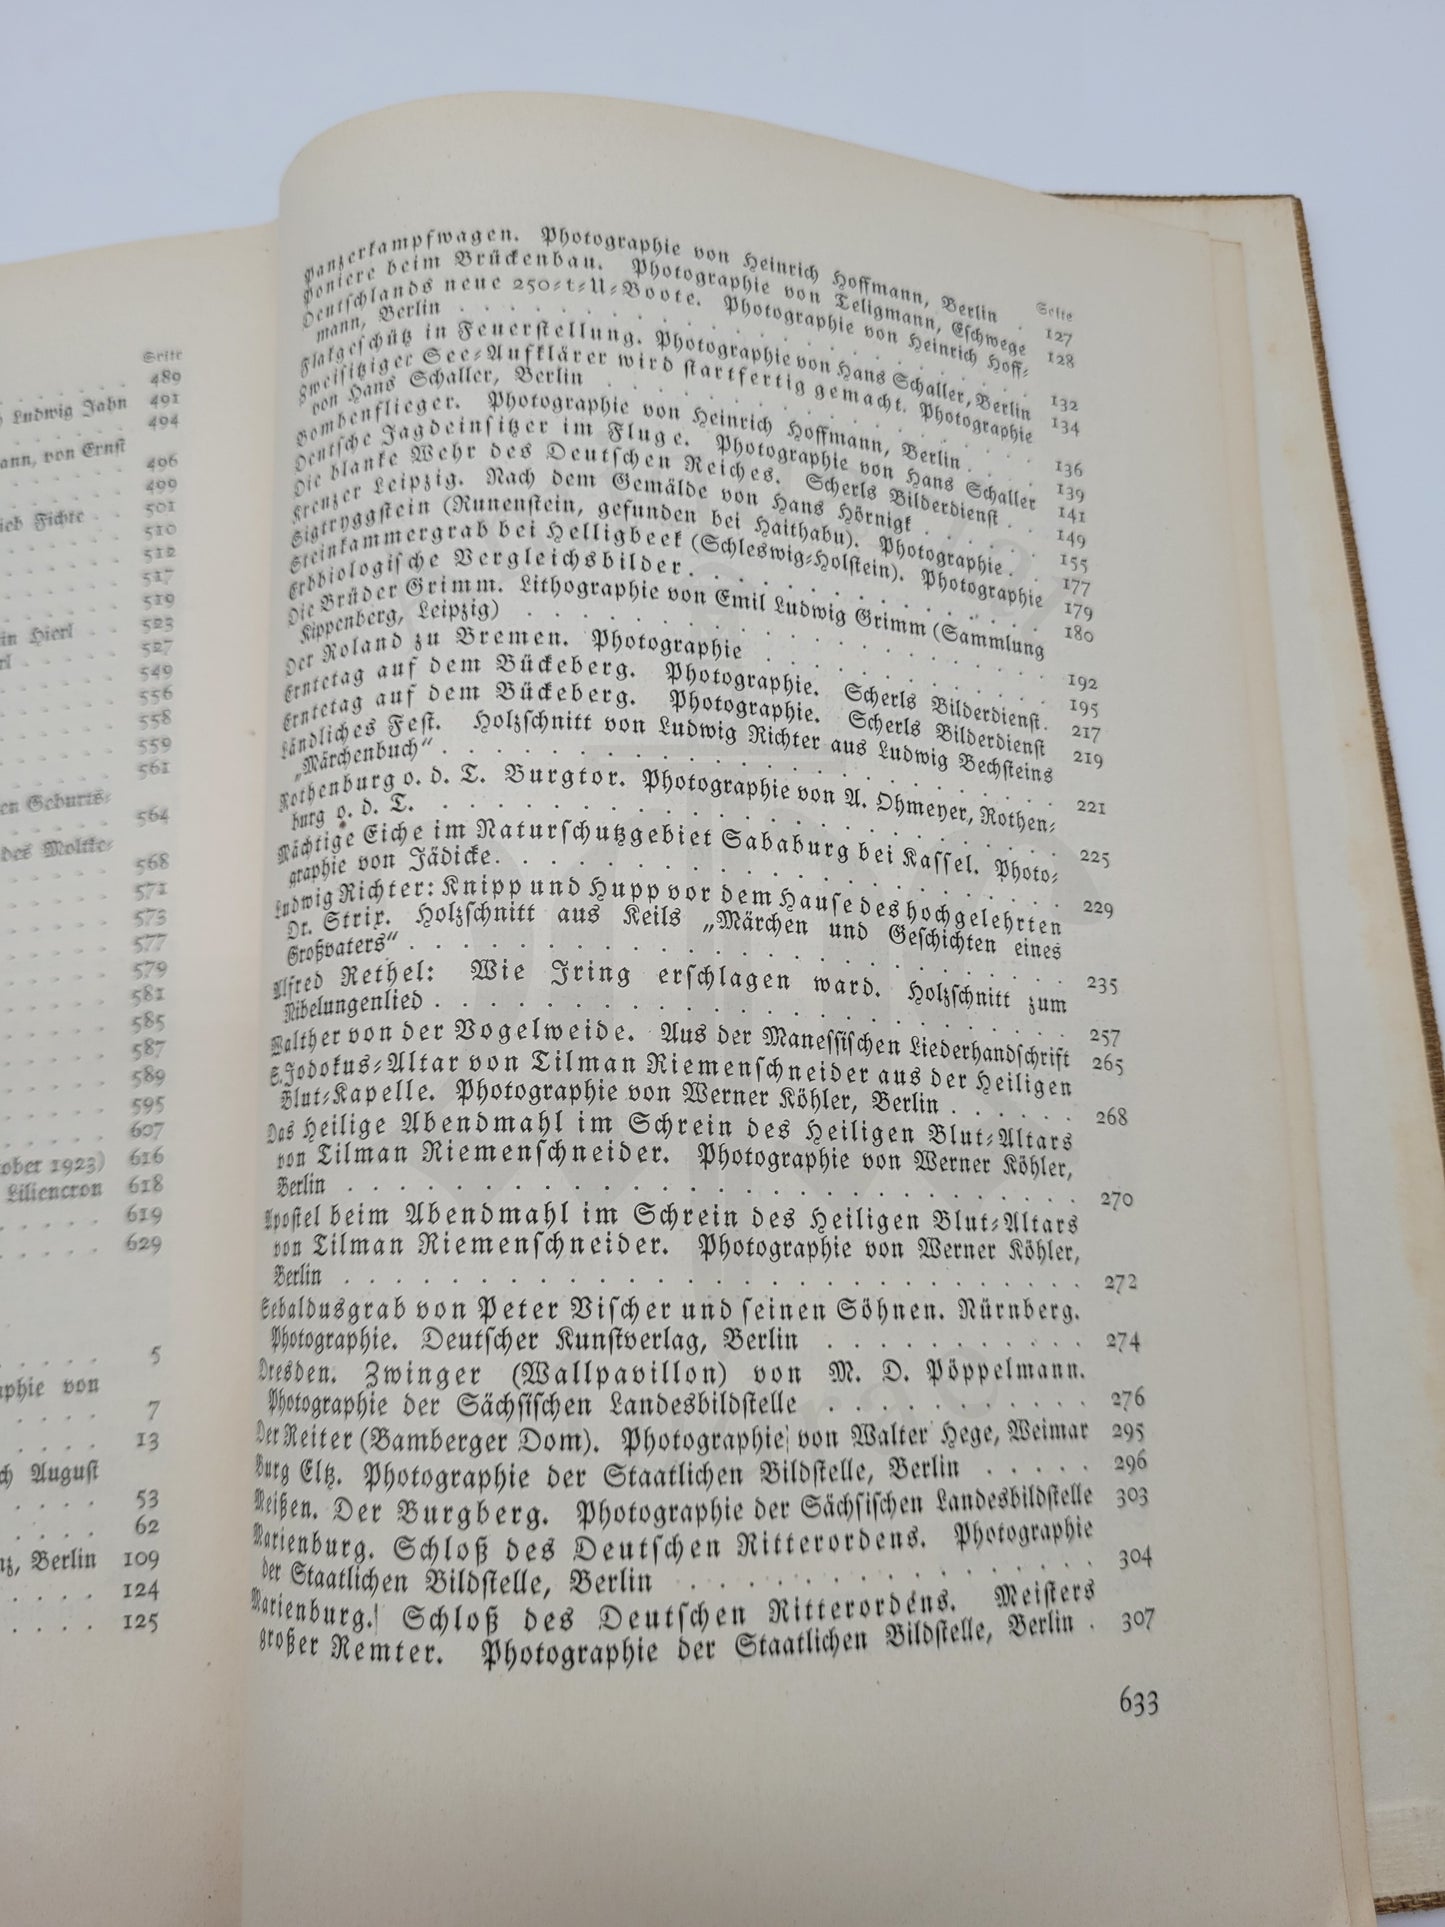 Seite
489
Ludwig Jahn 491
494
ann, von Ernst
496
499
ieb Fichte . . 501
510
512
517
519
in Hierl . . 523
527
549
556
558
559
561
en Geburts-
564
des Moltke-
568
571
573
577
579
581
585
587
589
595
607
ober 1923) 616
Liliencron 618
619
629
5
aphie von
7
13
ch August
53
62
nz, Berlin 109
124
125
Seite
Panzerkampfwagen. Photographie von Heinrich Hoffmann, Berlin . 127
Pioniere beim Brückenbau. Photographie von Teligmann, Eschwege 128
Deutschlands neue 250-t-U-Boote. Photographie von Heinrich Hoff-
mann, Berlin . . . 132
Flakgeschütz in Feuerstellung. Photographie von Hans Schaller, Berlin 134
Zweisitziger See-Aufklärer wird startfertig gemacht. Photographie
von Hans Schaller, Berlin . . . 136
Bombenflieger. Photographie von Heinrich Hoffmann, Berlin . . . 139
Deutsche Jagdeinsitzer im Fluge. Photographie von Hans Schaller 141
Die blanke Wehr des Deutschen Reiches. Scherls Bilderdienst . . 149
Kreuzer Leipzig. Nach dem Gemälde von Hans Hörnigk . . . 155
Sigtryggstein (Runenstein, gefunden bei Haithabu). Photographie . . 177
Steinkammergrab bei Helligbeek (Schleswig-Holstein). Photographie 179
Erbbiologische Vergleichsbilder . . . 180
Die Brüder Grimm. Lithographie von Emil Ludwig Grimm (Sammlung
Kippenberg, Leipzig) . . . 192
Der Roland zu Bremen. Photographie . . . 195
Erntetag auf dem Bückeberg. Photographie. Scherls Bilderdienst . 217
Erntetag auf dem Bückeberg. Photographie. Scherls Bilderdienst 219
Ländliches Fest. Holzschnitt von Ludwig Richter aus Ludwig Bechsteins
„Märchenbuch“ . . . 221
Rothenburg o. d. T. Burgtor. Photographie von A. Ohmeyer, Rothen-
burg o. d. T. . . . 225
Mächtige Eiche im Naturschutzgebiet Sababurg bei Kassel. Photo-
graphie von Jädicke . . . 229
Ludwig Richter: Knipp und Hupp vor dem Hause des hochgelehrten
Dr. Strix. Holzschnitt aus Keils „Märchen und Geschichten eines
Großvaters“ . . . 235
Alfred Rethel: Wie Iring erschlagen ward. Holzschnitt zum
Nibelungenlied . . . 257
Walther von der Vogelweide. Aus der Manessischen Liederhandschrift 265
S. Jodokus-Altar von Tilman Riemenschneider aus der Heiligen
Blut-Kapelle. Photographie von Werner Köhler, Berlin . . . 268
Das Heilige Abendmahl im Schrein des Heiligen Blut-Altars
von Tilman Riemenschneider. Photographie von Werner Köhler,
Berlin . . . 270
Apostel beim Abendmahl im Schrein des Heiligen Blut-Altars
von Tilman Riemenschneider. Photographie von Werner Köhler,
Berlin . . . 272
Sebaldusgrab von Peter Vischer und seinen Söhnen. Nürnberg.
Photographie. Deutscher Kunstverlag, Berlin . . . 274
Dresden. Zwinger (Wallpavillon) von M. D. Pöppelmann.
Photographie der Sächsischen Landesbildstelle . . . 276
Der Reiter (Bamberger Dom). Photographie von Walter Hege, Weimar 295
Burg Eltz. Photographie der Staatlichen Bildstelle, Berlin . . . 296
Meißen. Der Burgberg. Photographie der Sächsischen Landesbildstelle 303
Marienburg. Schloß des Deutschen Ritterordens. Photographie
der Staatlichen Bildstelle, Berlin . . . 304
Marienburg. Schloß des Deutschen Ritterordens. Meisters
großer Remter. Photographie der Staatlichen Bildstelle, Berlin . 307
633